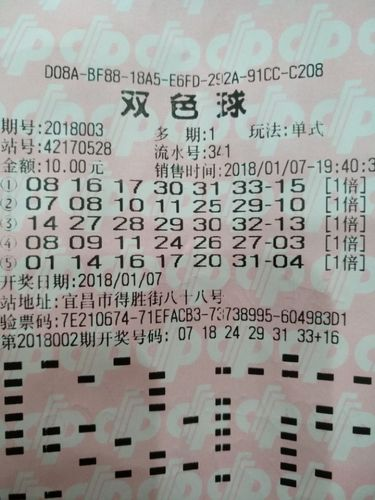 D08A-BF88-18A5-E6FD-292A-91CC-C208
双色球
期号:2018003 多 期:1 玩法:单式
站号:42170528 流水号:341
金额:10.00元 销售时间:2018/01/07-19:40:3
① 08 16 17 30 31 33-15 [1倍]
② 07 08 10 11 25 29-10 [1倍]
③ 14 27 28 29 30 32-13 [1倍]
④ 08 09 11 24 26 27-03 [1倍]
⑤ 01 14 16 17 20 31-04 [1倍]
开奖日期:2018/01/07
站地址:宜昌市得胜街八十八号
验票码:7E210674-71EFACB3-73738995-604983D1
第2018002期开奖号码: 07 18 24 29 31 33+16